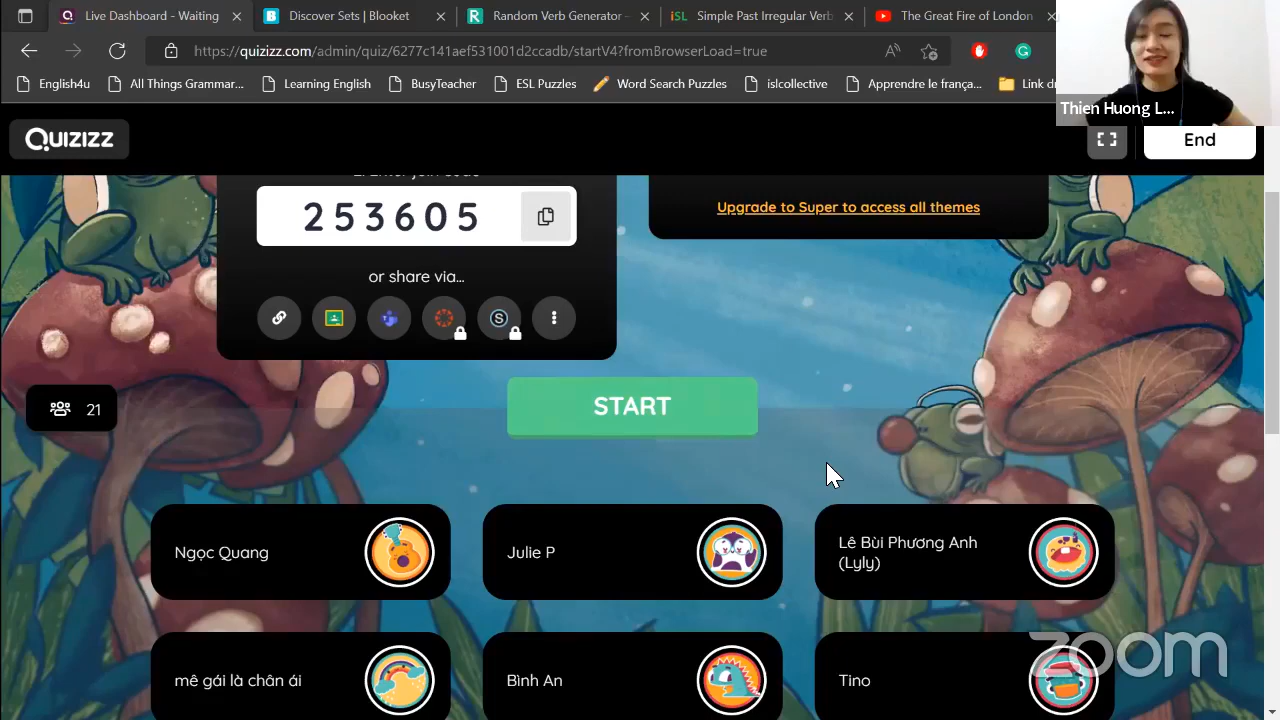 Live Dashboard - Waiting
Discover Sets | Blooket
Random Verb Generator -
iSL Simple Past Irregular Verb
The Great Fire of London
https://quizizz.com/admin/quiz/6277c141aef531001d2ccadb/startV4?fromBrowserLoad=true
English4u
All Things Grammar...
Learning English
BusyTeacher
ESL Puzzles
Word Search Puzzles
islcollective
Apprendre le frança...
Link d
Thien Huong L...
QUIZIZZ
End
253605
Upgrade to Super to access all themes
or share via...
21
START
Ngọc Quang
Julie P
Lê Bùi Phương Anh
(Lyly)
mê gái là chân ái
Bình An
Tino
zoom